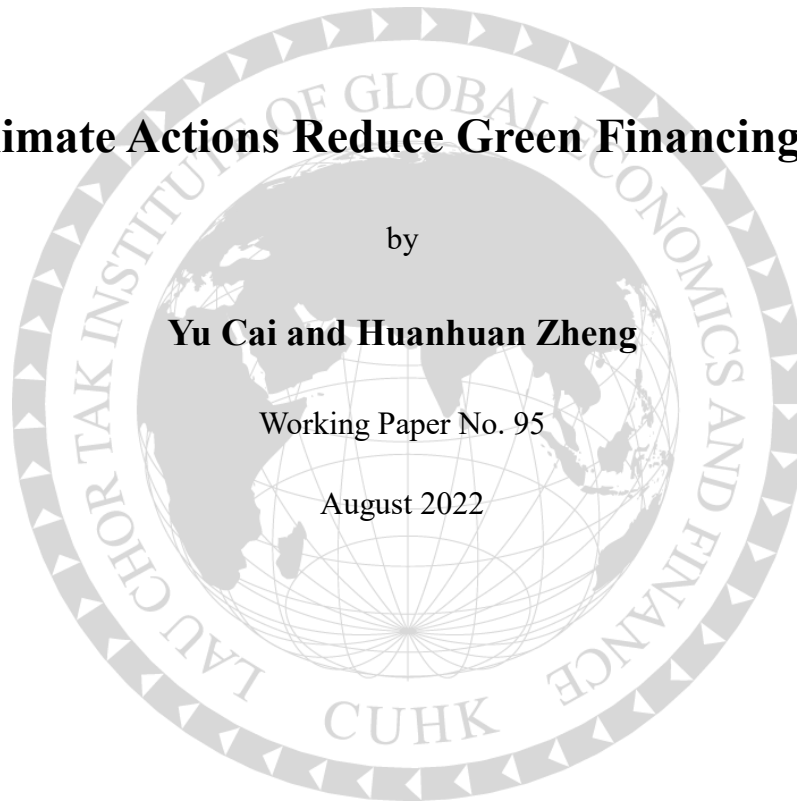 LAU CHOR TAK INSTITUTE OF GLOBAL ECONOMICS AND FINANCE
imate Actions Reduce Green Financing
by
Yu Cai and Huanhuan Zheng
Working Paper No. 95
August 2022
CUHK